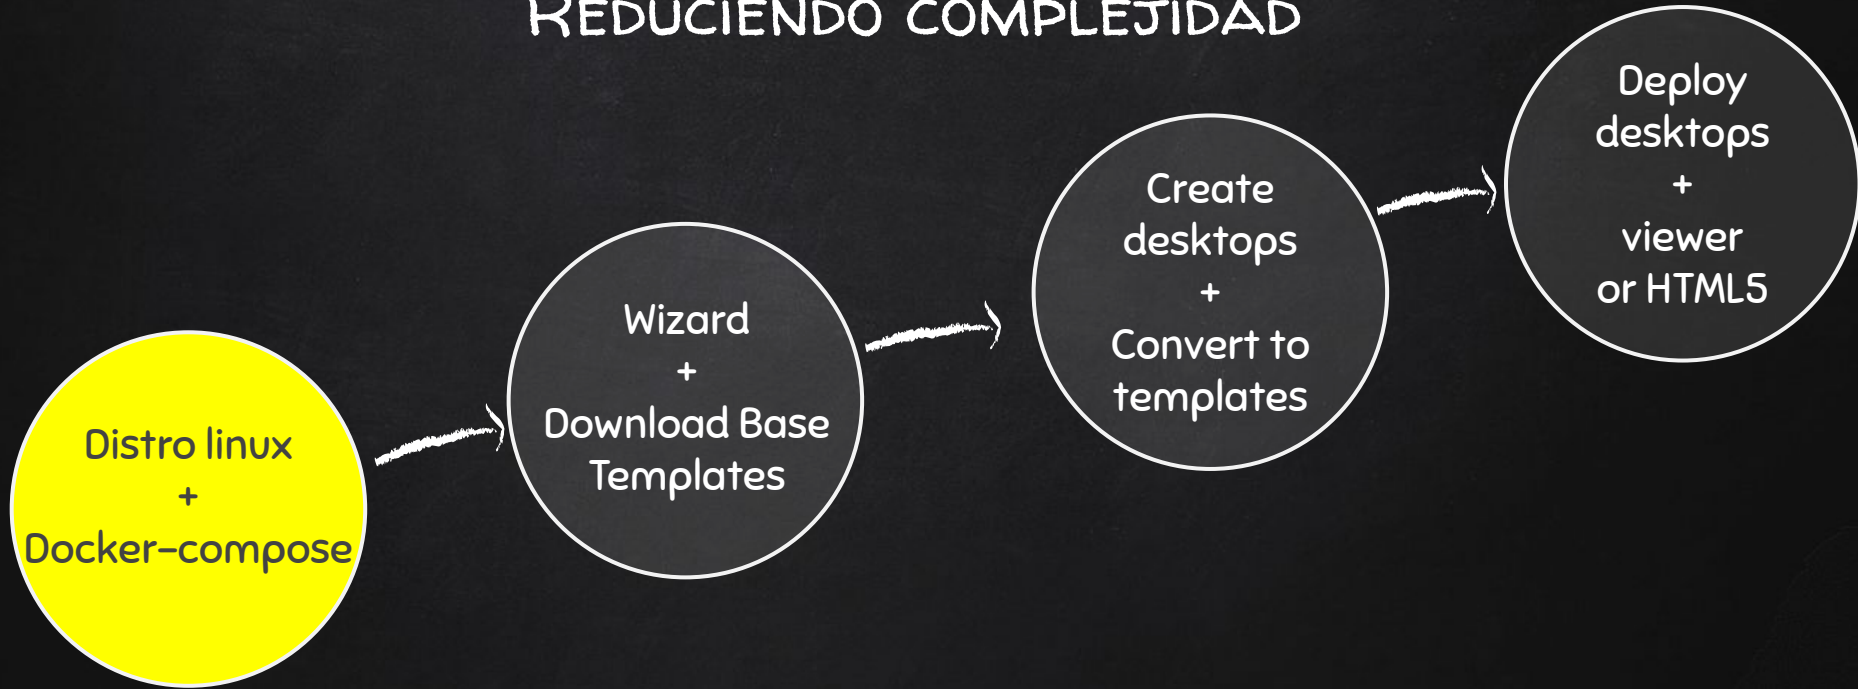 REDUCIENDO COMPLEJIDAD
Distro linux
+
Docker-compose
Wizard
+
Download Base
Templates
Create
desktops
+
Convert to
templates
Deploy
desktops
+
viewer
or HTML5